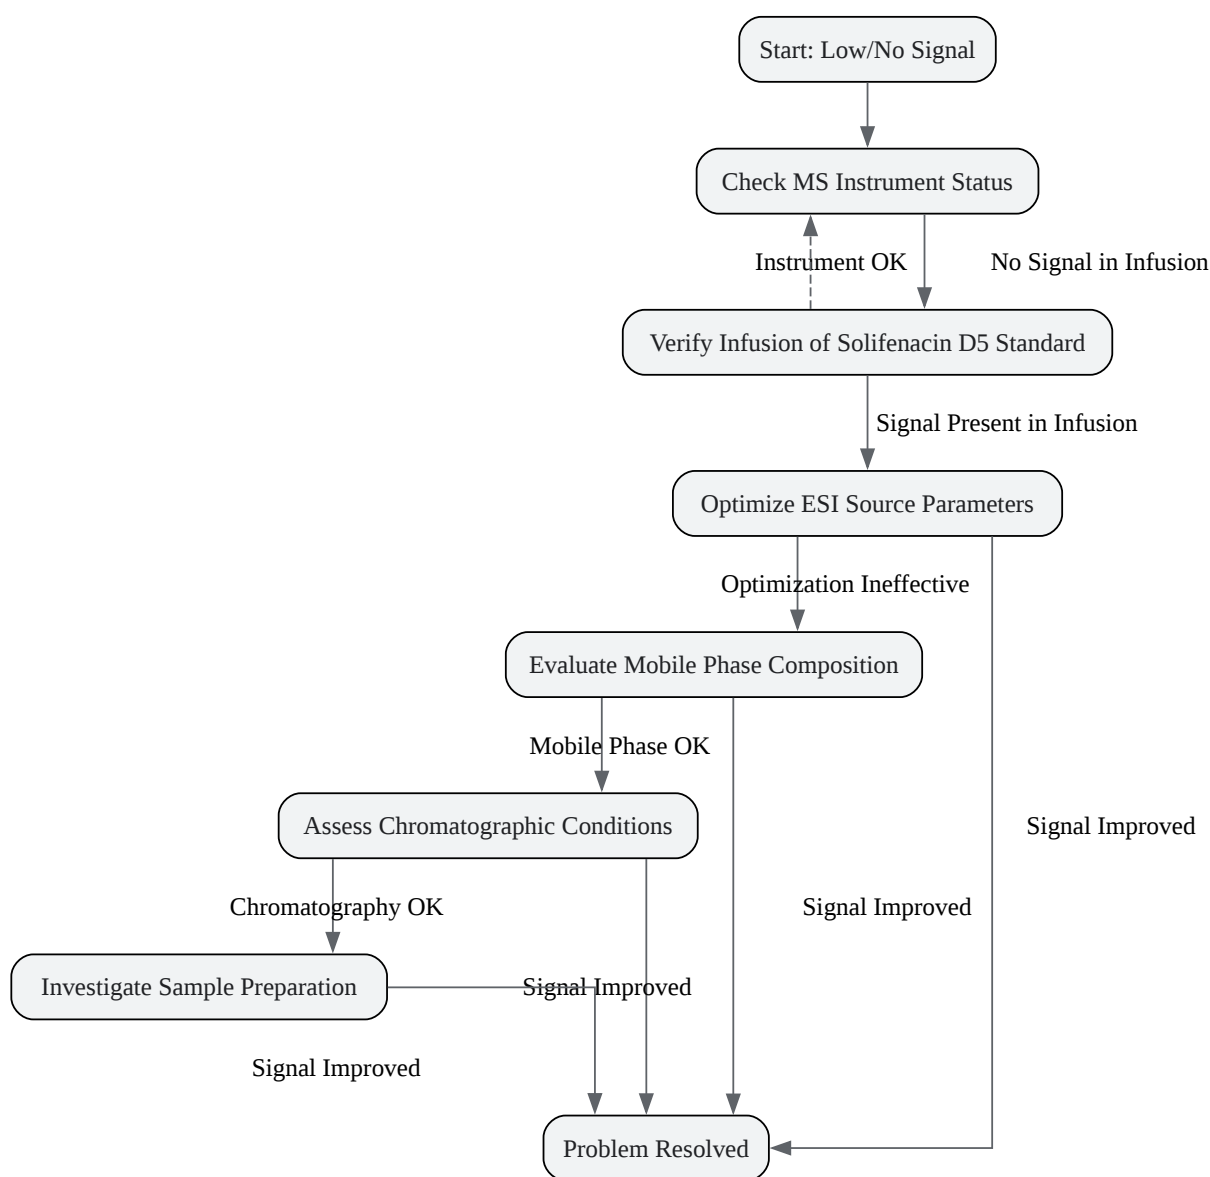 Start: Low/No Signal
Check MS Instrument Status
Instrument OK
No Signal in Infusion
Verify Infusion of Solifenacin D5 Standard
Signal Present in Infusion
Optimize ESI Source Parameters
Optimization Ineffective
Evaluate Mobile Phase Composition
Mobile Phase OK
Assess Chromatographic Conditions
Signal Improved
Chromatography OK
Signal Improved
Investigate Sample Preparation
Signal Improved
Signal Improved
Problem Resolved